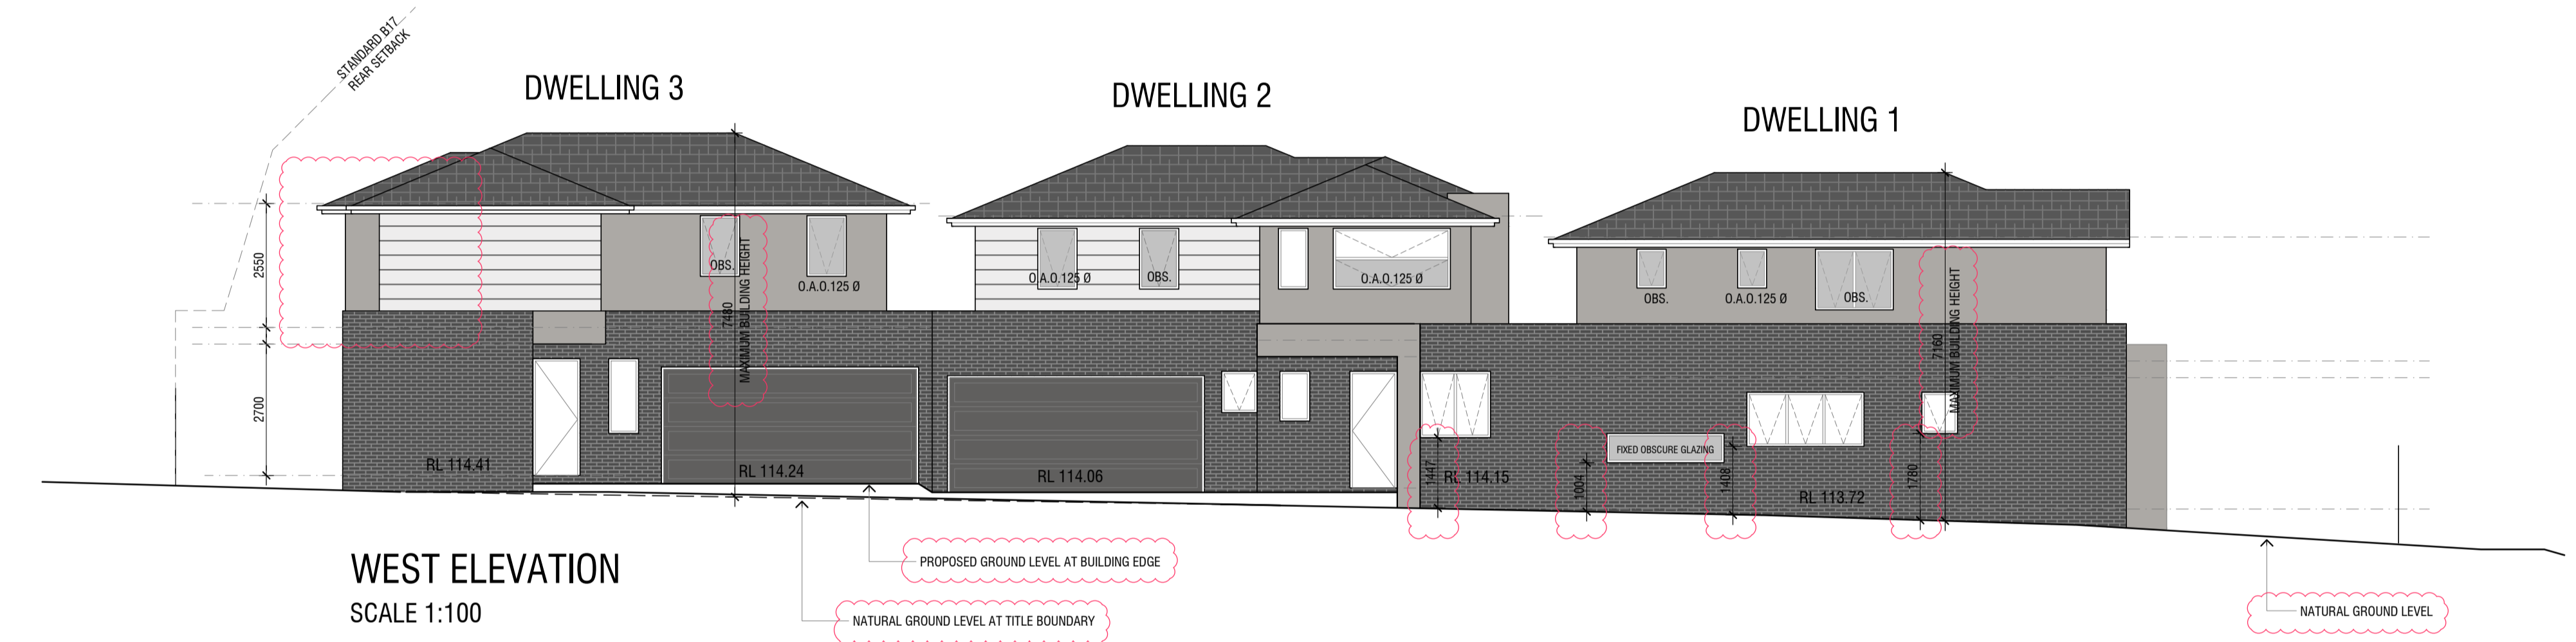 STANDARD B17
REAR SETBACK
DWELLING 3
DWELLING 2
DWELLING 1
2550
2700
OBS.
O.A.O.125 Ø
7480
MAXIMUM BUILDING HEIGHT
O.A.O.125 Ø
OBS.
O.A.O.125 Ø
OBS.
O.A.O.125 Ø
OBS.
7160
MAXIMUM BUILDING HEIGHT
RL 114.41
RL 114.24
RL 114.06
1447
RL 114.15
1004
FIXED OBSCURE GLAZING
1408
RL 113.72
1780
WEST ELEVATION
SCALE 1:100
PROPOSED GROUND LEVEL AT BUILDING EDGE
NATURAL GROUND LEVEL AT TITLE BOUNDARY
NATURAL GROUND LEVEL